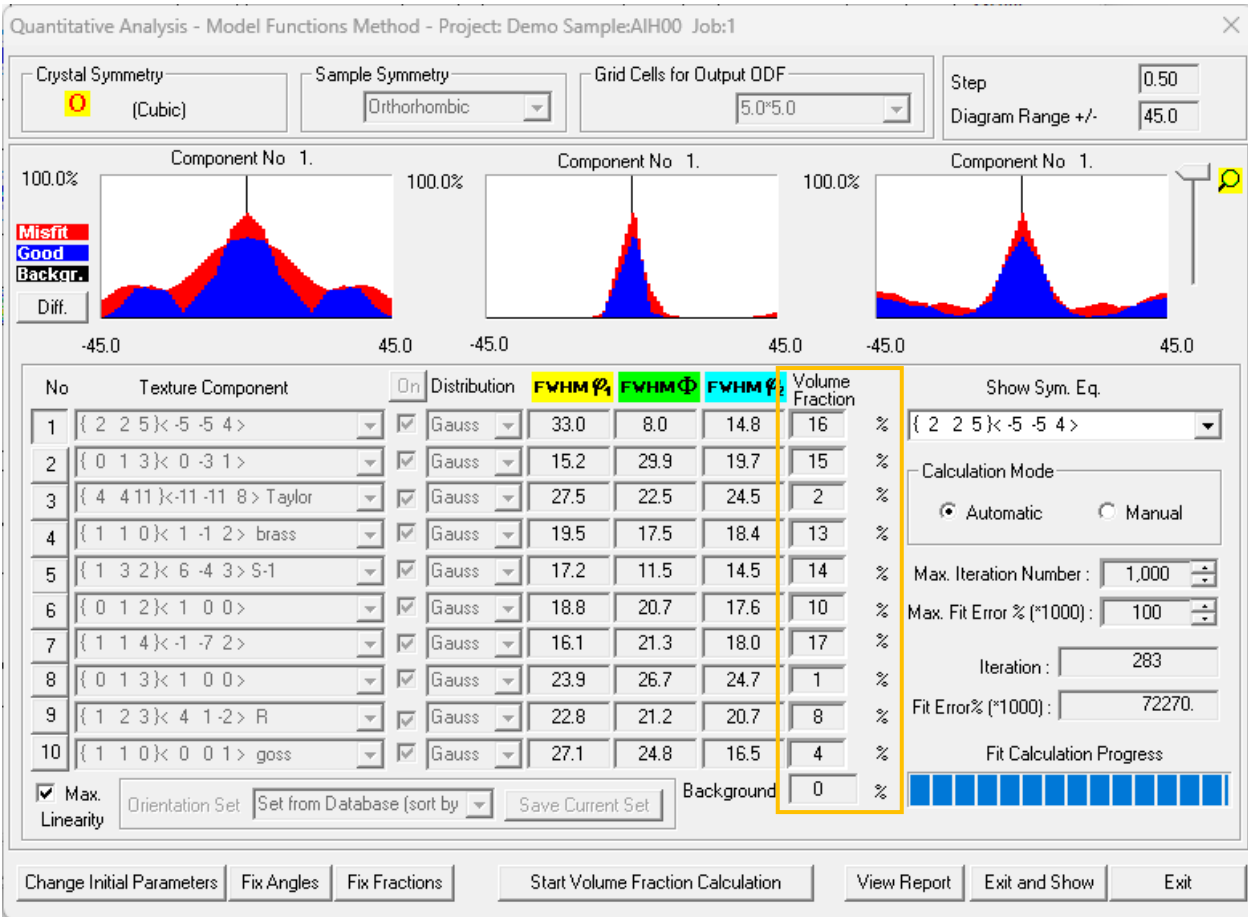 Quantitative Analysis - Model Functions Method - Project: Demo Sample:AlH00 Job:1
Crystal Symmetry
O (Cubic)
Sample Symmetry
Orthorhombic
Grid Cells for Output ODF
5.0*5.0
Step 0.50
Diagram Range +/- 45.0
Component No 1. Component No 1. Component No 1.
100.0% 100.0% 100.0%
Misfit
Good
Backgr.
Diff.
-45.0 45.0 -45.0 45.0 -45.0 45.0
No Texture Component On Distribution FWHM φ1 FWHM Φ FWHM φ2 Volume Fraction
1 { 2 2 5}< -5 -5 4> Gauss 33.0 8.0 14.8 16 %
2 { 0 1 3}< 0 -3 1> Gauss 15.2 29.9 19.7 15 %
3 { 4 4 11}<-11 -11 8> Taylor Gauss 27.5 22.5 24.5 2 %
4 { 1 1 0}< 1 -1 2> brass Gauss 19.5 17.5 18.4 13 %
5 { 1 3 2}< 6 -4 3> S-1 Gauss 17.2 11.5 14.5 14 %
6 { 0 1 2}< 1 0 0> Gauss 18.8 20.7 17.6 10 %
7 { 1 1 4}< -1 -7 2> Gauss 16.1 21.3 18.0 17 %
8 { 0 1 3}< 1 0 0> Gauss 23.9 26.7 24.7 1 %
9 { 1 2 3}< 4 1 -2> R Gauss 22.8 21.2 20.7 8 %
10 { 1 1 0}< 0 0 1> goss Gauss 27.1 24.8 16.5 4 %
Background 0 %
Max. Linearity
Orientation Set Set from Database (sort by Save Current Set
Show Sym. Eq.
{ 2 2 5}< -5 -5 4>
Calculation Mode
Automatic Manual
Max. Iteration Number : 1,000
Max. Fit Error % (*1000) : 100
Iteration : 283
Fit Error% (*1000) : 72270.
Fit Calculation Progress
Change Initial Parameters Fix Angles Fix Fractions Start Volume Fraction Calculation View Report Exit and Show Exit